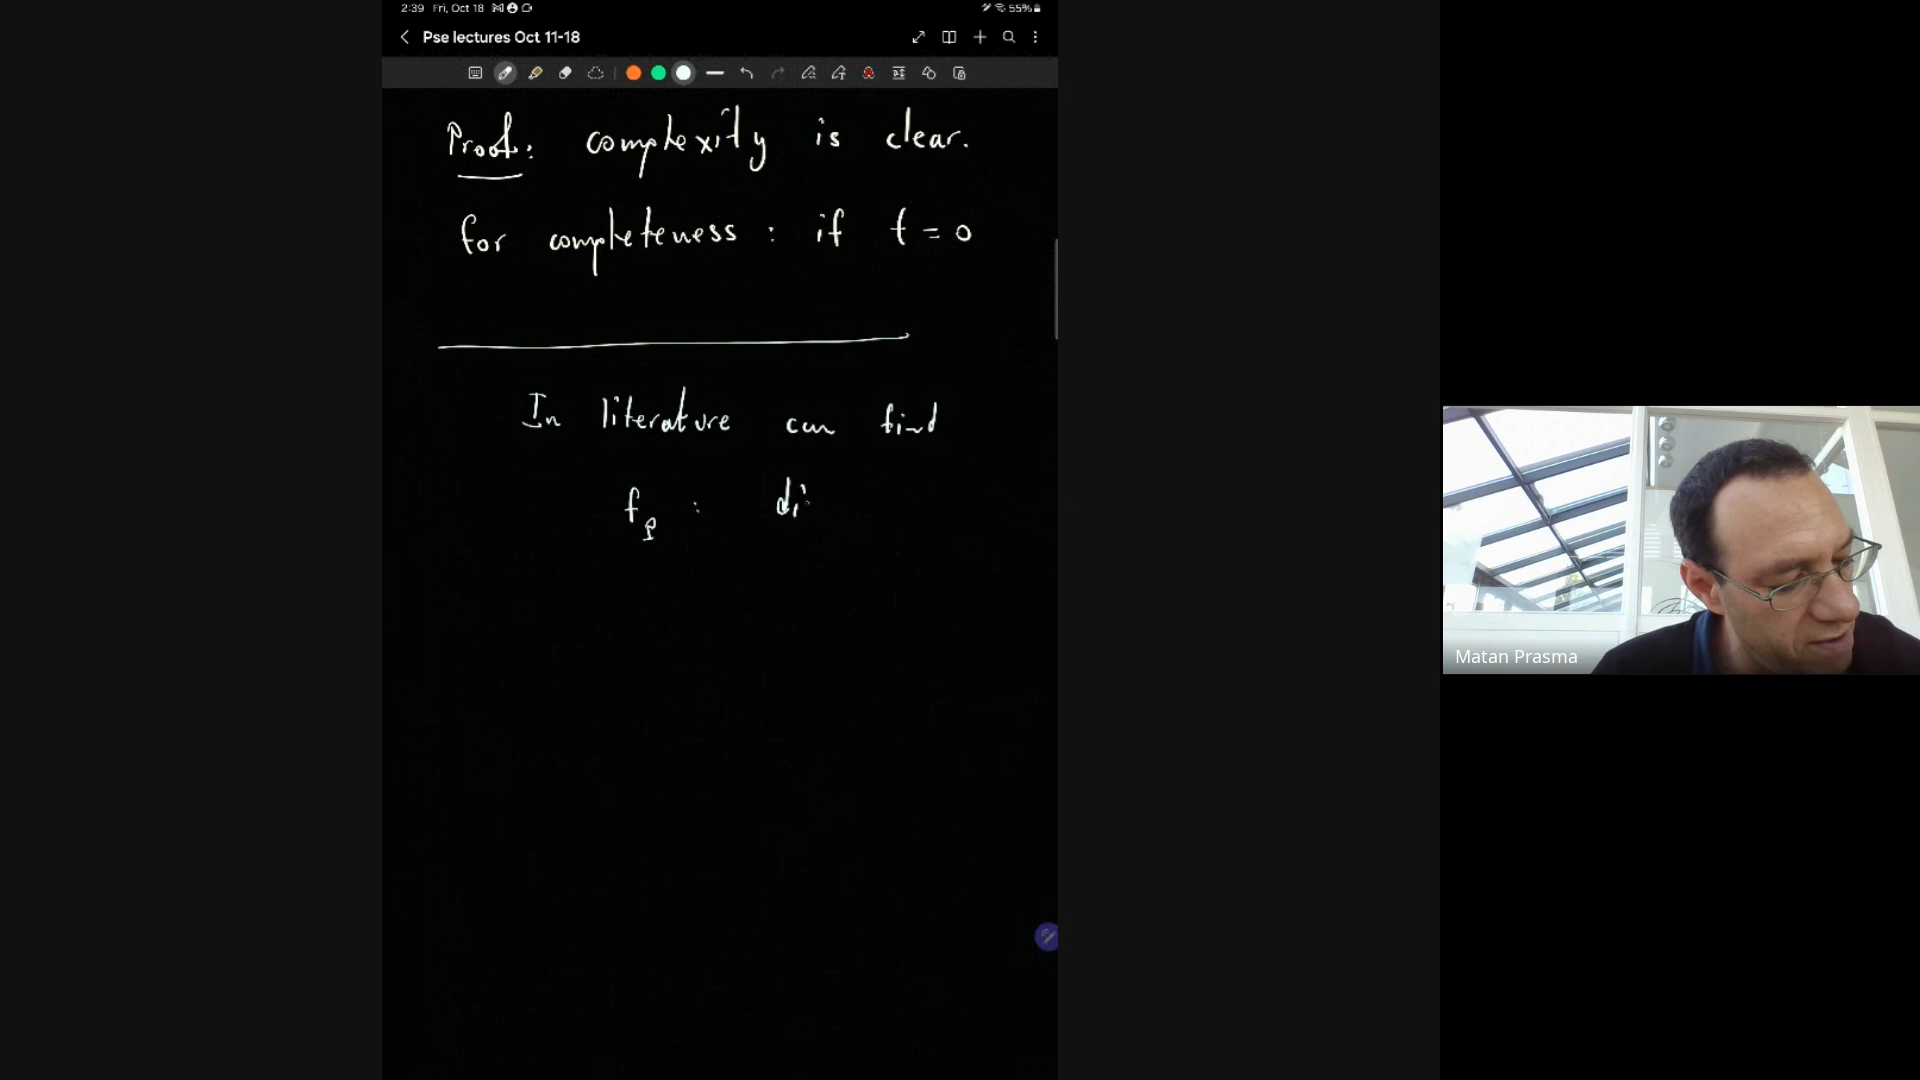 2:39 Fri, Oct 18
55%
Pse lectures Oct 11-18
Proof: complexity is clear.
for completeness: if t = 0
In literature can find
f : di
Matan Prasma